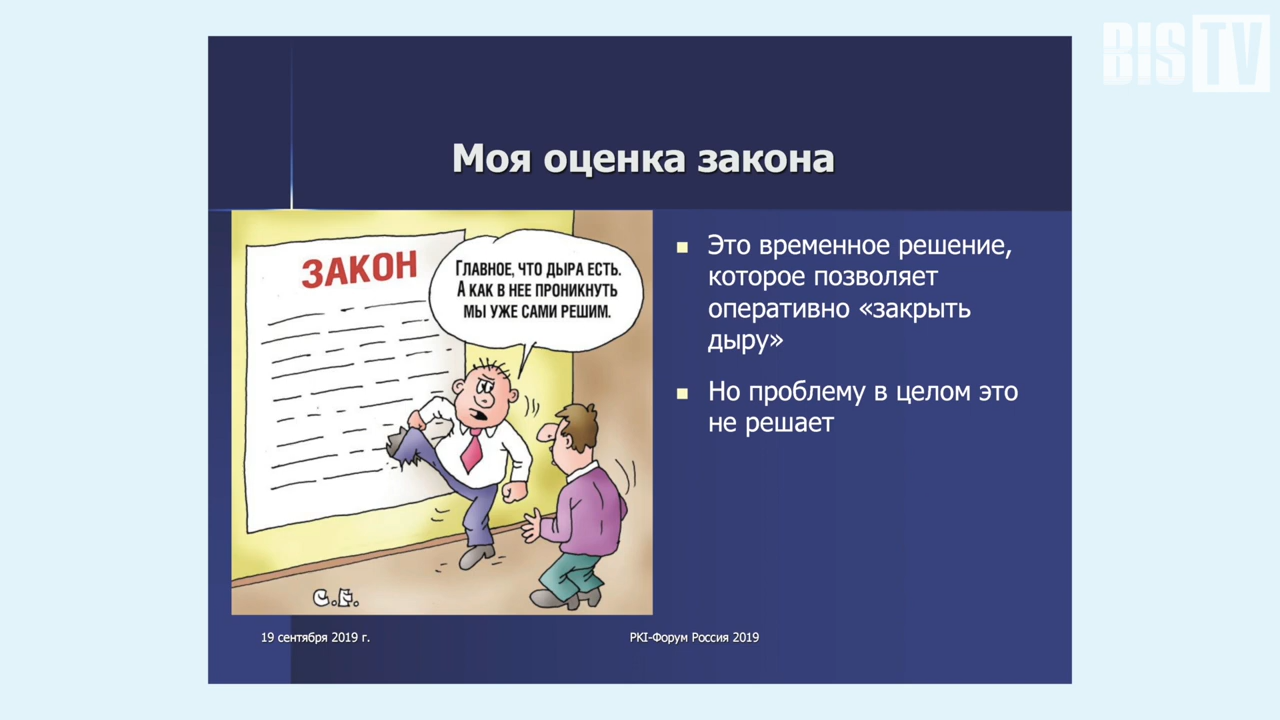 BIS TV
Моя оценка закона
ЗАКОН
Главное, что дыра есть.
А как в нее проникнуть
мы уже сами решим.
Это временное решение,
которое позволяет
оперативно «закрыть
дыру»
Но проблему в целом это
не решает
С.Е.
19 сентября 2019 г.
PKI-Форум Россия 2019